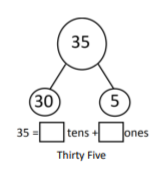 35
30 5
35 = tens + ones
Thirty Five